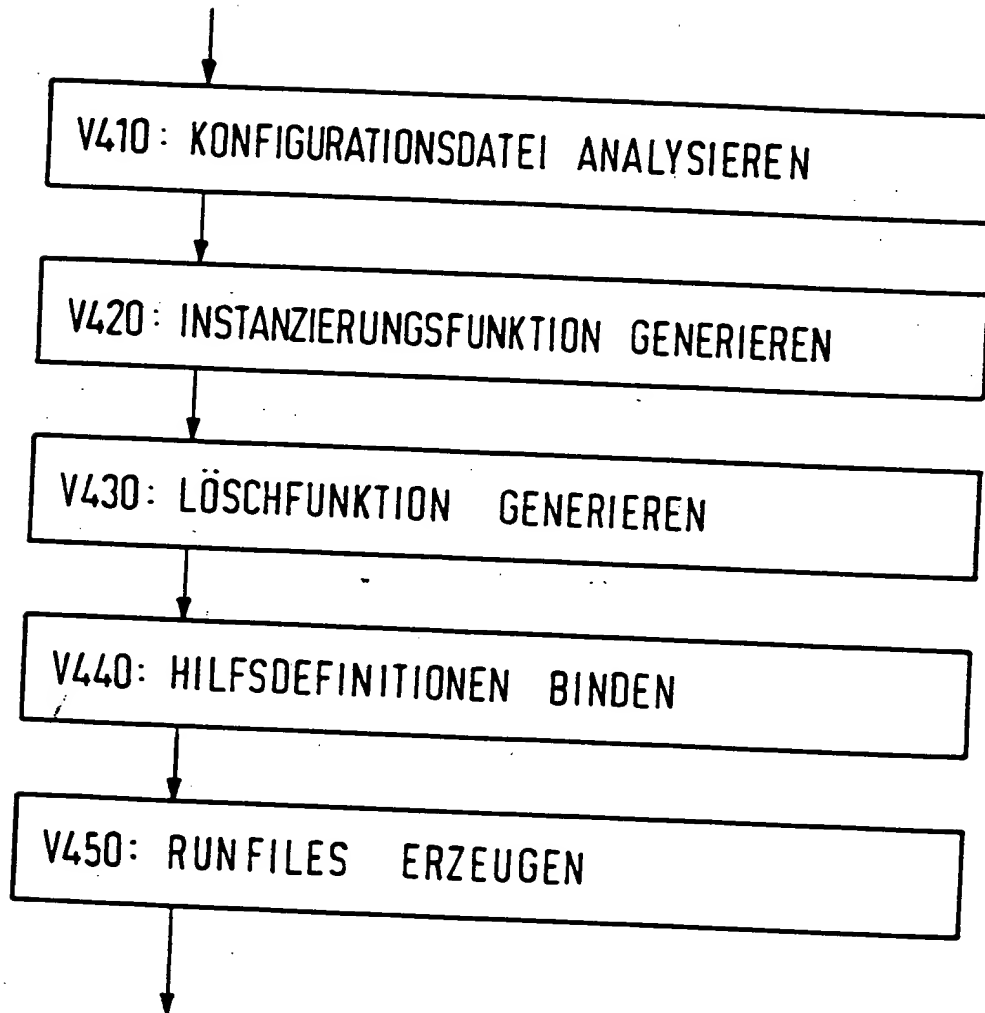 V410: KONFIGURATIONSDATEI ANALYSIEREN
V420: INSTANZIERUNGSFUNKTION GENERIEREN
V430: LÖSCHFUNKTION GENERIEREN
V440: HILFSDEFINITIONEN BINDEN
V450: RUNFILES ERZEUGEN